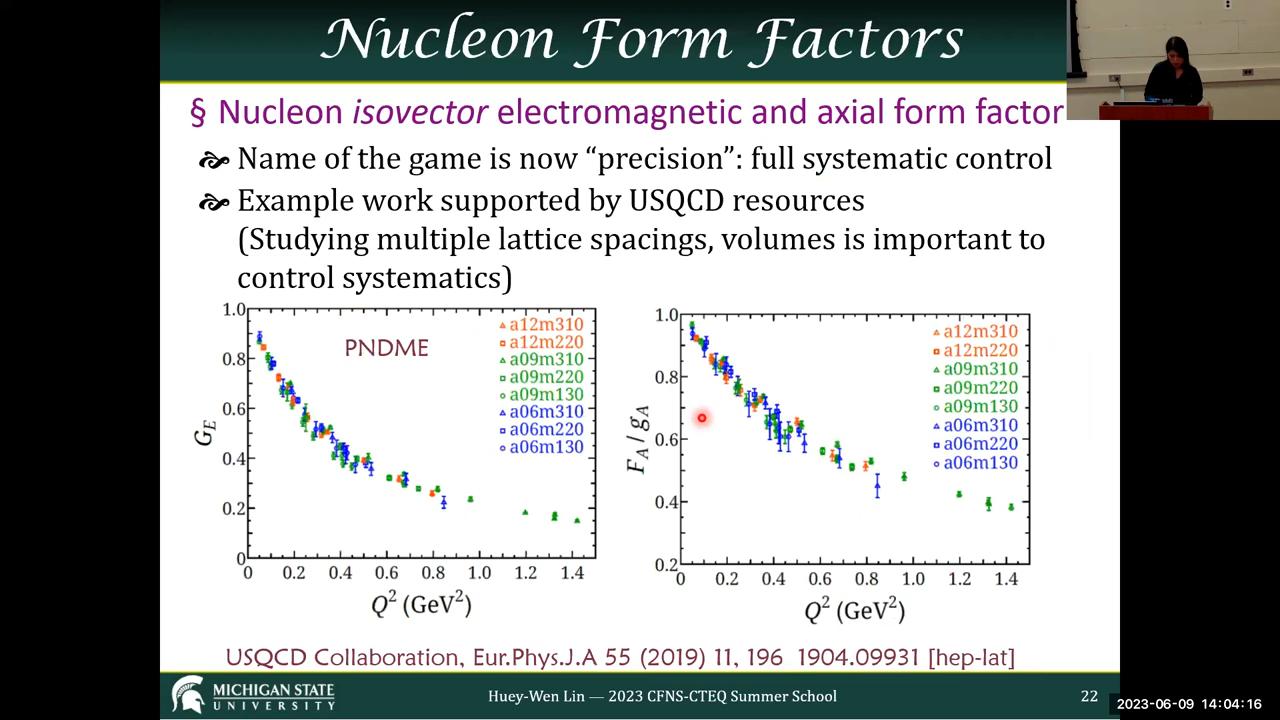 Nucleon Form Factors
§ Nucleon isovector electromagnetic and axial form factor
Name of the game is now “precision”: full systematic control
Example work supported by USQCD resources
(Studying multiple lattice spacings, volumes is important to
control systematics)
1.0
0.8
0.6
0.4
0.2
0
G_E
PNDME
a12m310
a12m220
a09m310
a09m220
a09m130
a06m310
a06m220
a06m130
0 0.2 0.4 0.6 0.8 1.0 1.2 1.4
Q² (GeV²)
1.0
0.8
0.6
0.4
0.2
F_A / g_A
a12m310
a12m220
a09m310
a09m220
a09m130
a06m310
a06m220
a06m130
0 0.2 0.4 0.6 0.8 1.0 1.2 1.4
Q² (GeV²)
USQCD Collaboration, Eur.Phys.J.A 55 (2019) 11, 196 1904.09931 [hep-lat]
MICHIGAN STATE
UNIVERSITY
Huey-Wen Lin — 2023 CFNS-CTEQ Summer School
22
2023-06-09 14:04:16